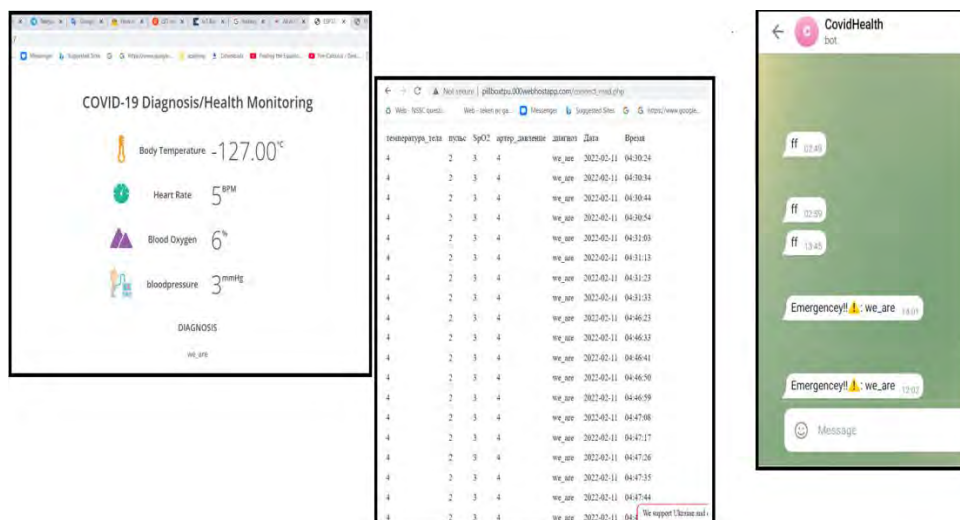 Messenger Suggested Sites G
COVID-19 Diagnosis/Health Monitoring
Body Temperature -127.00°C
Heart Rate 5 BPM
Blood Oxygen 6%
bloodpressure 3 mmHg
DIAGNOSIS
we_are
Not secure | pillboxtpu.000webhostapp.com/connect_read.php
Messenger Suggested Sites G G https://www.google...
температура_тела пульс SpO2 артер_давление диагноз Дата Время
4 2 3 4 we_are 2022-02-11 04:30:24
4 2 3 4 we_are 2022-02-11 04:30:34
4 2 3 4 we_are 2022-02-11 04:30:44
4 2 3 4 we_are 2022-02-11 04:30:54
4 2 3 4 we_are 2022-02-11 04:31:03
4 2 3 4 we_are 2022-02-11 04:31:13
4 2 3 4 we_are 2022-02-11 04:31:23
4 2 3 4 we_are 2022-02-11 04:31:33
4 2 3 4 we_are 2022-02-11 04:46:23
4 2 3 4 we_are 2022-02-11 04:46:33
4 2 3 4 we_are 2022-02-11 04:46:41
4 2 3 4 we_are 2022-02-11 04:46:50
4 2 3 4 we_are 2022-02-11 04:46:59
4 2 3 4 we_are 2022-02-11 04:47:08
4 2 3 4 we_are 2022-02-11 04:47:17
4 2 3 4 we_are 2022-02-11 04:47:26
4 2 3 4 we_are 2022-02-11 04:47:35
4 2 3 4 we_are 2022-02-11 04:47:44
4 2 3 4 we_are 2022-02-11
We support Ukraine and
CovidHealth
bot
ff 02:49
ff 02:59
ff 13:45
Emergencey!!⚠: we_are
Emergencey!!⚠: we_are
Message